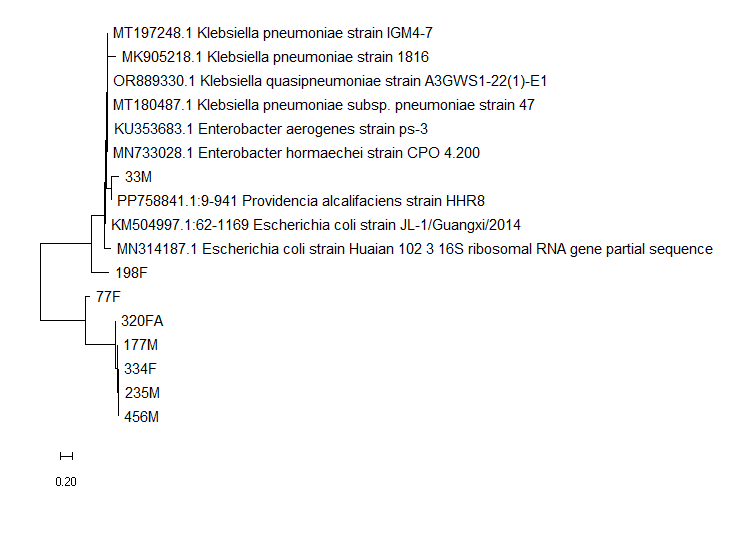 MT197248.1 Klebsiella pneumoniae strain IGM4-7
MK905218.1 Klebsiella pneumoniae strain 1816
OR889330.1 Klebsiella quasipneumoniae strain A3GWS1-22(1)-E1
MT180487.1 Klebsiella pneumoniae subsp. pneumoniae strain 47
KU353683.1 Enterobacter aerogenes strain ps-3
MN733028.1 Enterobacter hormaechei strain CPO 4.200
33M
PP758841.1:9-941 Providencia alcalifaciens strain HHR8
KM504997.1:62-1169 Escherichia coli strain JL-1/Guangxi/2014
MN314187.1 Escherichia coli strain Huaian 102 3 16S ribosomal RNA gene partial sequence
198F
77F
320FA
177M
334F
235M
456M
0.20